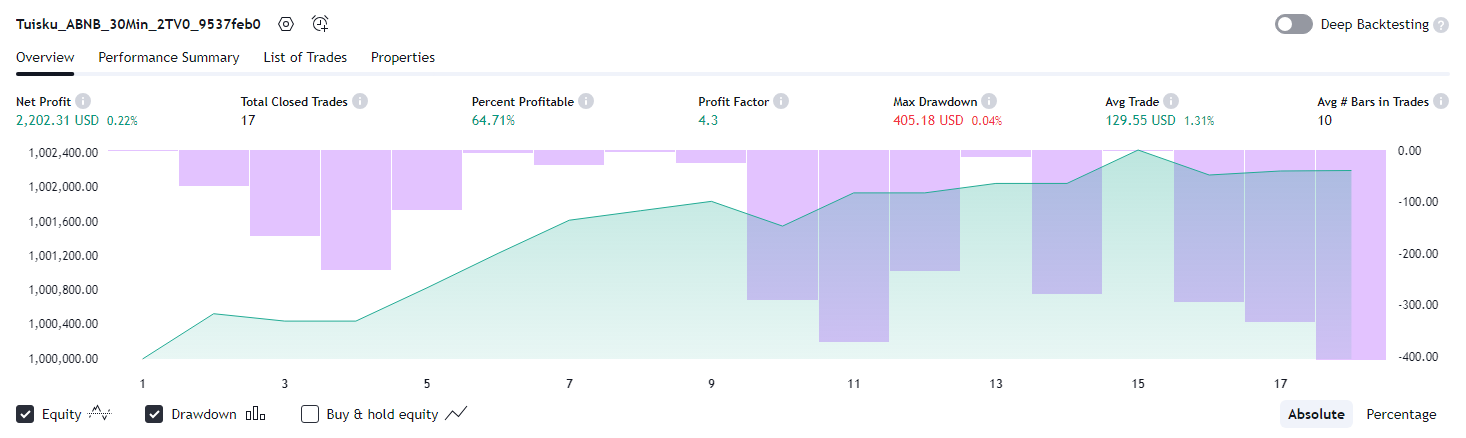 Tuisku_ABNB_30Min_2TV0_9537feb0 Deep Backtesting ?
Overview Performance Summary List of Trades Properties
Net Profit i Total Closed Trades i Percent Profitable i Profit Factor i Max Drawdown i Avg Trade i Avg # Bars in Trades i
2,202.31 USD 0.22% 17 64.71% 4.3 405.18 USD 0.04% 129.55 USD 1.31% 10
1,002,400.00 0.00
1,002,000.00
1,001,600.00 -100.00
1,001,200.00 -200.00
1,000,800.00 -300.00
1,000,400.00
1,000,000.00 -400.00
1 3 5 7 9 11 13 15 17
Equity Drawdown Buy & hold equity Absolute Percentage